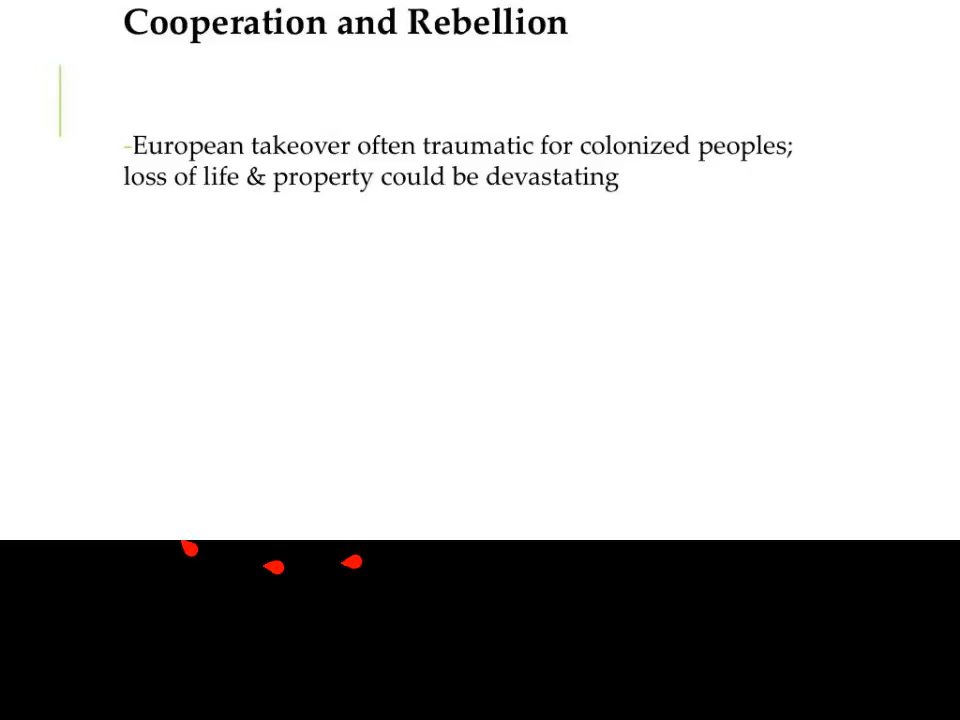 Cooperation and Rebellion
-European takeover often traumatic for colonized peoples;
loss of life & property could be devastating